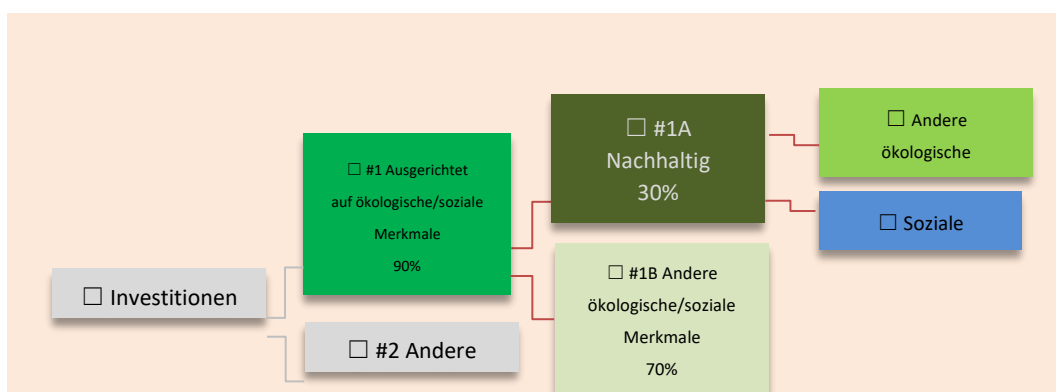 ☐ Investitionen
☐ #1 Ausgerichtet
auf ökologische/soziale
Merkmale
90%
☐ #2 Andere
☐ #1A
Nachhaltig
30%
☐ #1B Andere
ökologische/soziale
Merkmale
70%
☐ Andere
ökologische
☐ Soziale